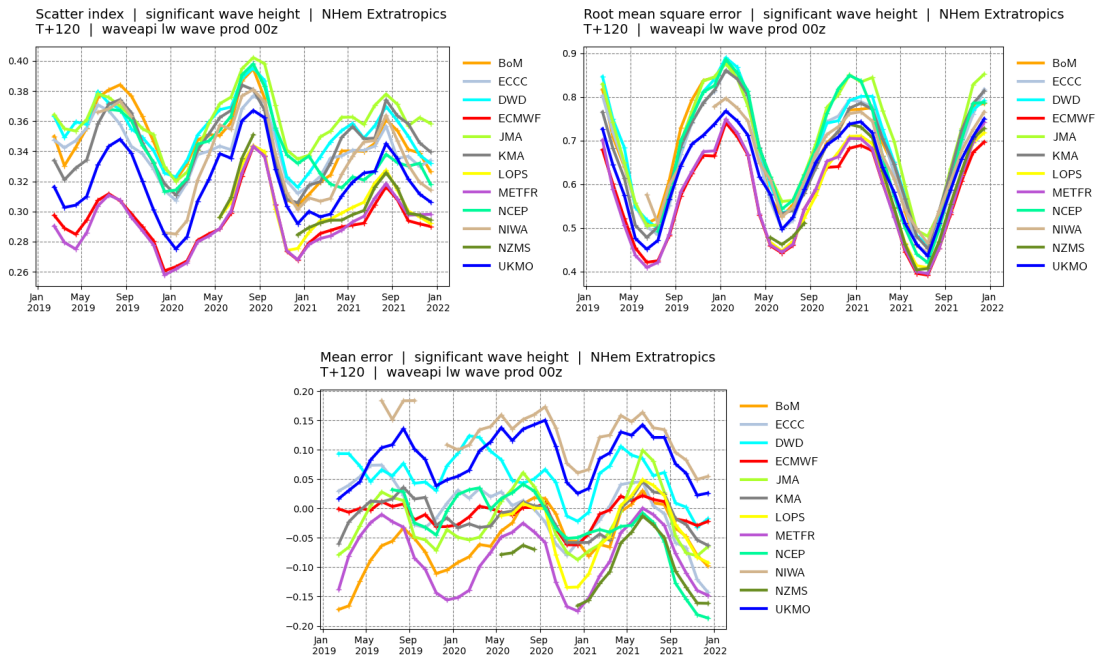 Scatter index | significant wave height | NHem Extratropics
T+120 | waveapi lw wave prod 00z
0.40
0.38
0.36
0.34
0.32
0.30
0.28
0.26
Jan 2019
May 2019
Sep 2019
Jan 2020
May 2020
Sep 2020
Jan 2021
May 2021
Sep 2021
Jan 2022
BoM
ECCC
DWD
ECMWF
JMA
KMA
LOPS
METFR
NCEP
NIWA
NZMS
UKMO
Root mean square error | significant wave height | NHem Extratropics
T+120 | waveapi lw wave prod 00z
0.9
0.8
0.7
0.6
0.5
0.4
Jan 2019
May 2019
Sep 2019
Jan 2020
May 2020
Sep 2020
Jan 2021
May 2021
Sep 2021
Jan 2022
BoM
ECCC
DWD
ECMWF
JMA
KMA
LOPS
METFR
NCEP
NIWA
NZMS
UKMO
Mean error | significant wave height | NHem Extratropics
T+120 | waveapi lw wave prod 00z
0.20
0.15
0.10
0.05
0.00
−0.05
−0.10
−0.15
−0.20
Jan 2019
May 2019
Sep 2019
Jan 2020
May 2020
Sep 2020
Jan 2021
May 2021
Sep 2021
Jan 2022
BoM
ECCC
DWD
ECMWF
JMA
KMA
LOPS
METFR
NCEP
NIWA
NZMS
UKMO